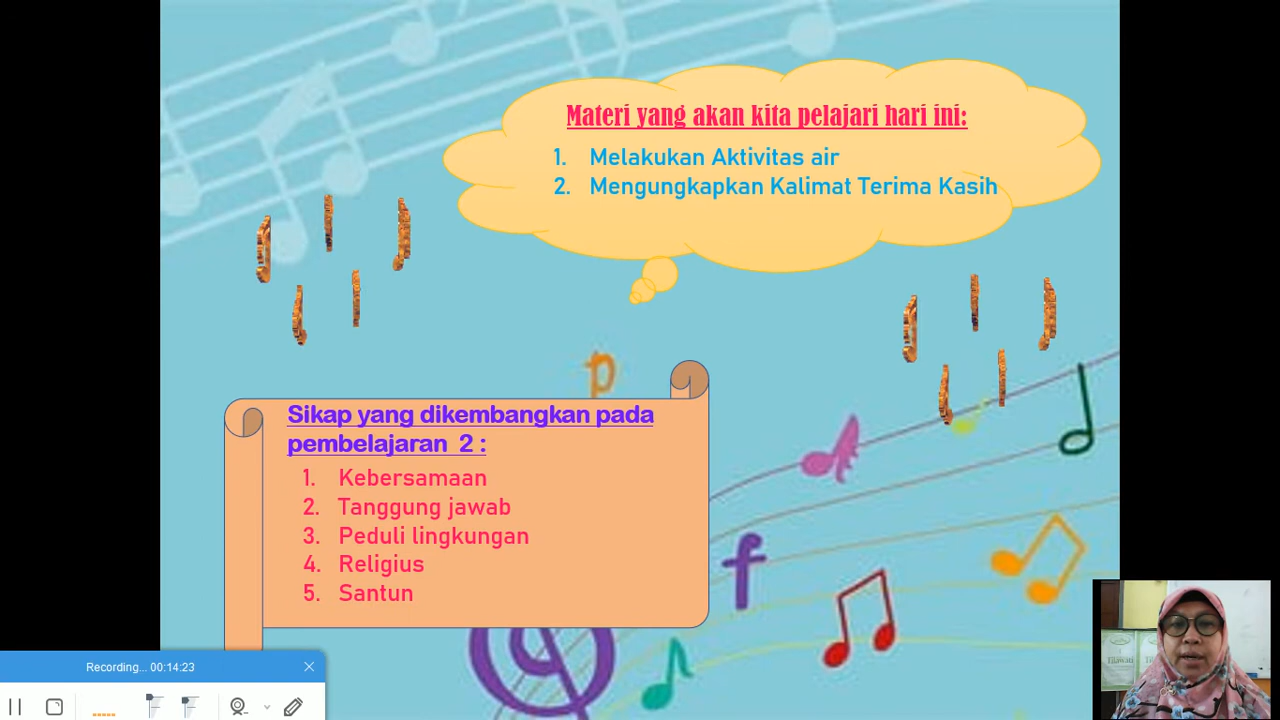 Materi yang akan kita pelajari hari ini:
1. Melakukan Aktivitas air
2. Mengungkapkan Kalimat Terima Kasih
p
Sikap yang dikembangkan pada
pembelajaran 2 :
1. Kebersamaan
2. Tanggung jawab
3. Peduli lingkungan
4. Religius
5. Santun
f
Recording... 00:14:23
Tilawati